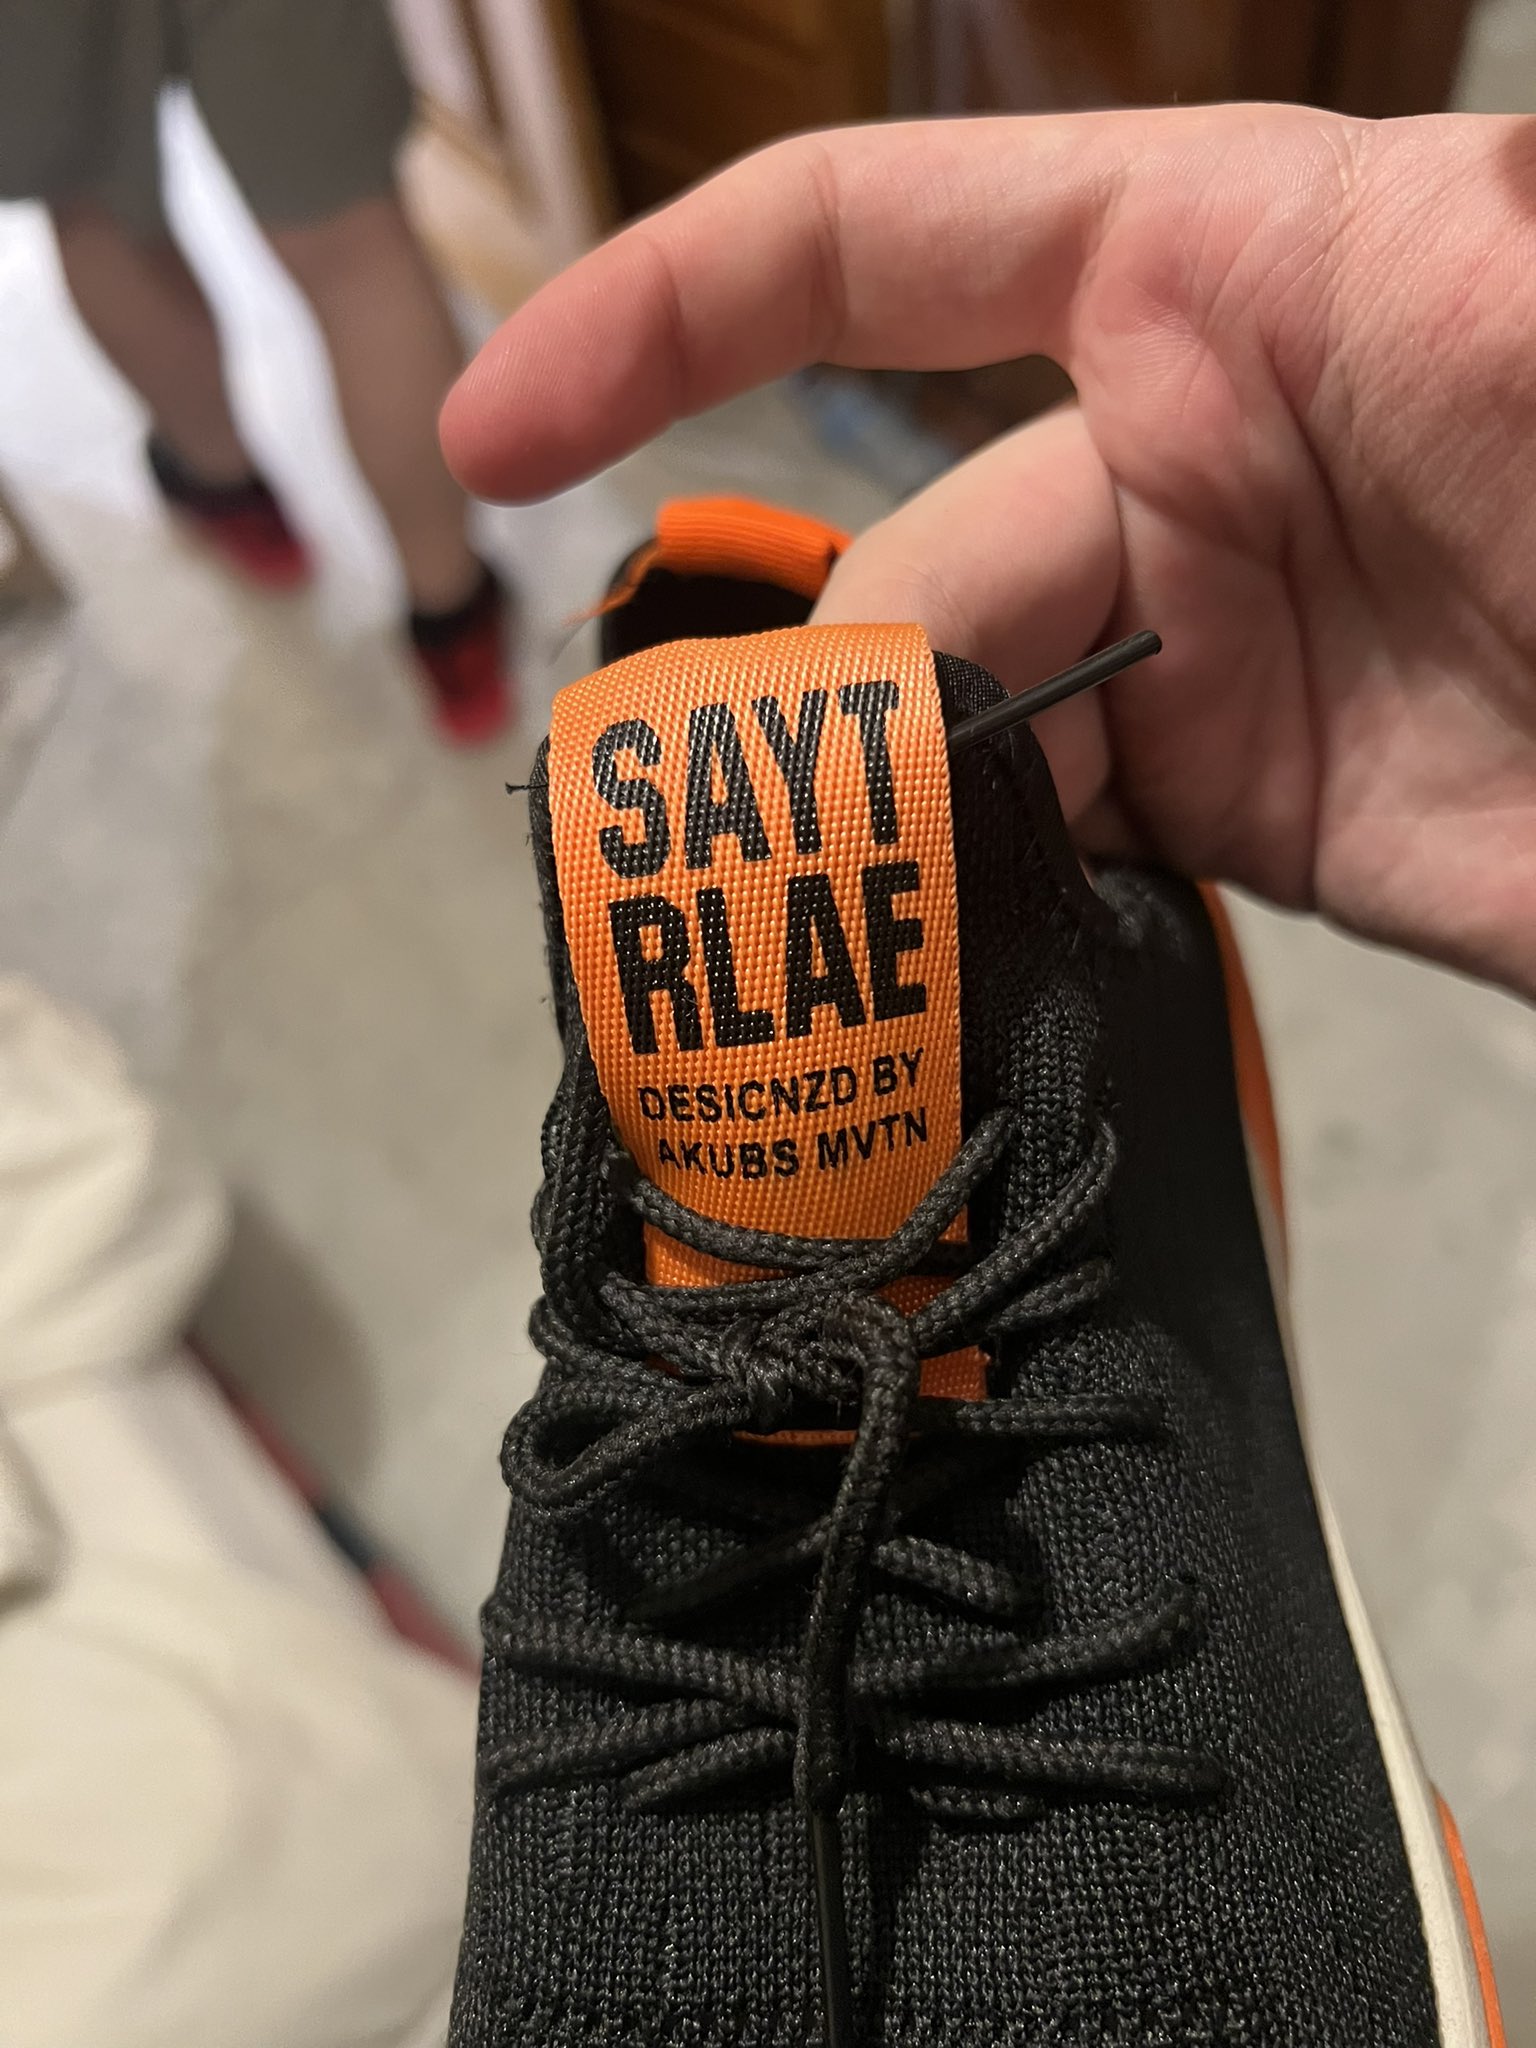 SAYT
RLAE
DESICNZD BY
AKUBS MVTN